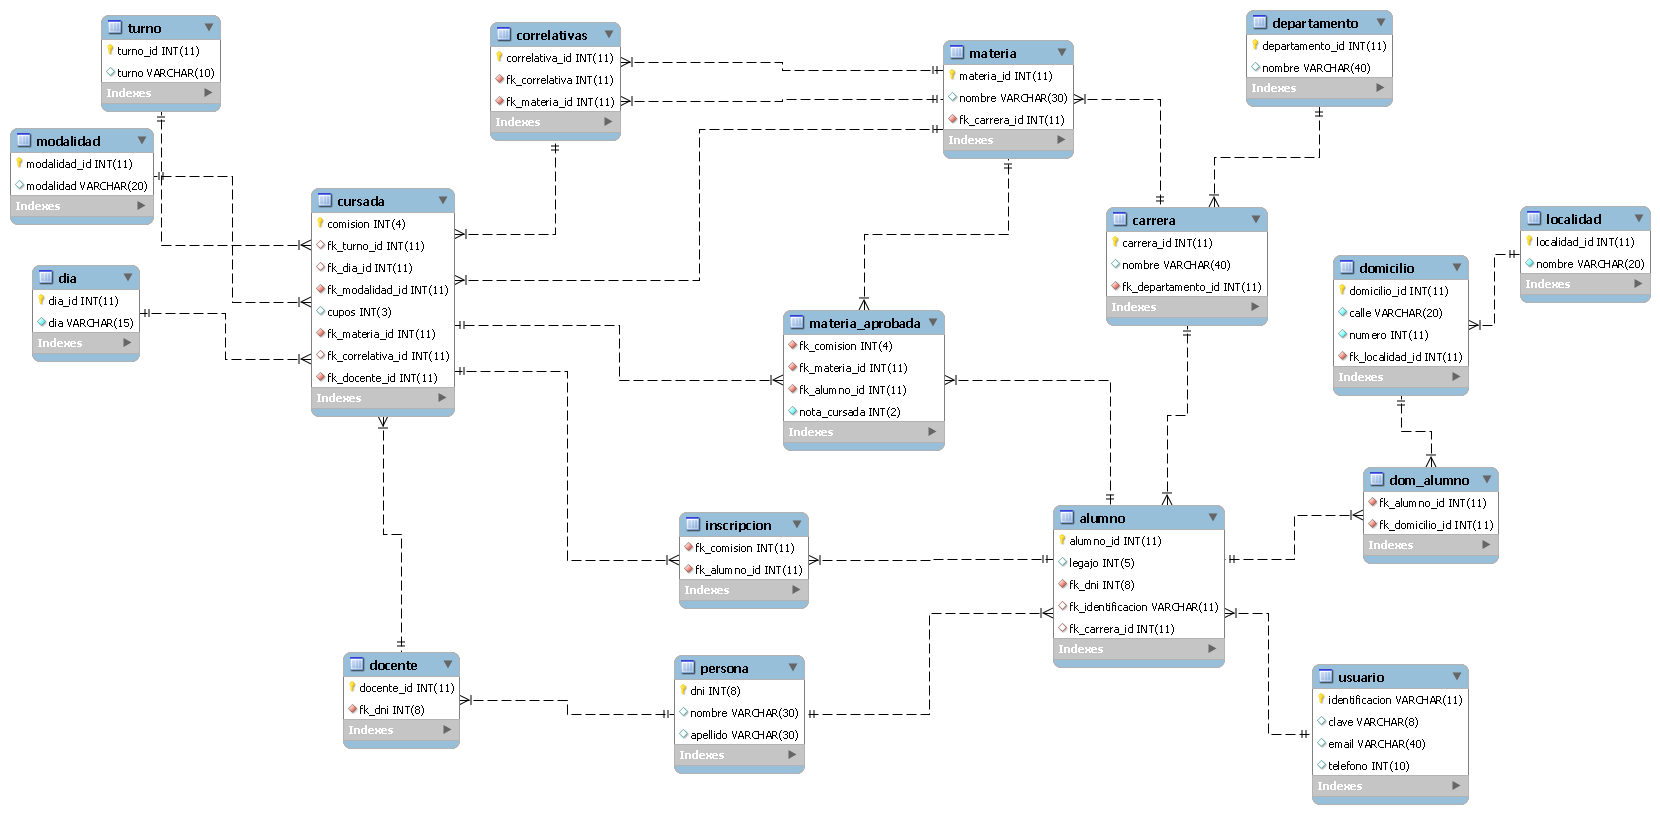 turno
turno_id INT(11)
turno VARCHAR(10)
Indexes
modalidad
modalidad_id INT(11)
modalidad VARCHAR(20)
Indexes
dia
dia_id INT(11)
dia VARCHAR(15)
Indexes
cursada
comision INT(4)
fk_turno_id INT(11)
fk_dia_id INT(11)
fk_modalidad_id INT(11)
cupos INT(3)
fk_materia_id INT(11)
fk_correlativa_id INT(11)
fk_docente_id INT(11)
Indexes
correlativas
correlativa_id INT(11)
fk_correlativa INT(11)
fk_materia_id INT(11)
Indexes
materia
materia_id INT(11)
nombre VARCHAR(30)
fk_carrera_id INT(11)
Indexes
departamento
departamento_id INT(11)
nombre VARCHAR(40)
Indexes
carrera
carrera_id INT(11)
nombre VARCHAR(40)
fk_departamento_id INT(11)
Indexes
localidad
localidad_id INT(11)
nombre VARCHAR(20)
Indexes
domicilio
domicilio_id INT(11)
calle VARCHAR(20)
numero INT(11)
fk_localidad_id INT(11)
Indexes
materia_aprobada
fk_comision INT(4)
fk_materia_id INT(11)
fk_alumno_id INT(11)
nota_cursada INT(2)
Indexes
dom_alumno
fk_alumno_id INT(11)
fk_domicilio_id INT(11)
Indexes
inscripcion
fk_comision INT(11)
fk_alumno_id INT(11)
Indexes
alumno
alumno_id INT(11)
legajo INT(5)
fk_dni INT(8)
fk_identificacion VARCHAR(11)
fk_carrera_id INT(11)
Indexes
docente
docente_id INT(11)
fk_dni INT(8)
Indexes
persona
dni INT(8)
nombre VARCHAR(30)
apellido VARCHAR(30)
Indexes
usuario
identificacion VARCHAR(11)
clave VARCHAR(8)
email VARCHAR(40)
telefono INT(10)
Indexes